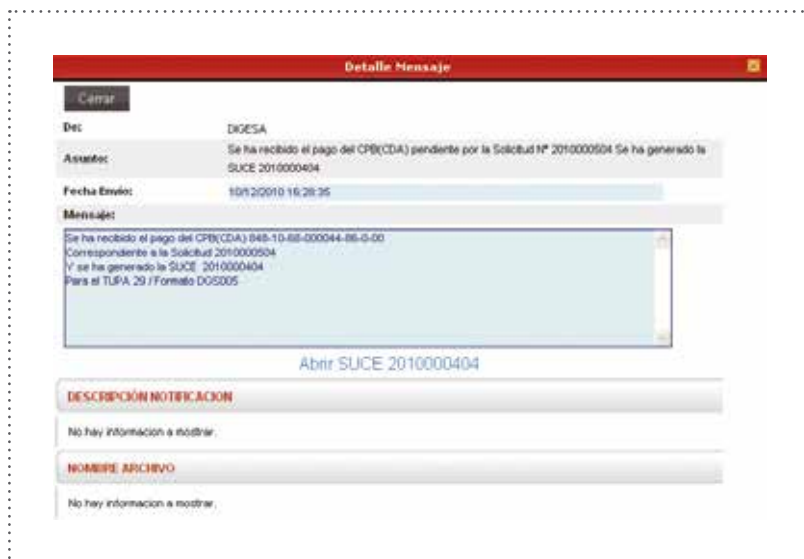 Detalle Mensaje
Cerrar
De: DIGESA
Asunto: Se ha recibido el pago del CPB(CDA) pendiente por la Solicitud Nº 2010000504 Se ha generado la
SUCE 2010000404
Fecha Envío: 10/12/2010 16:28:35
Mensaje:
Se ha recibido el pago del CPB(CDA) 848-10-68-000044-86-0-00
Correspondiente a la Solicitud 2010000504
Y se ha generado la SUCE 2010000404
Para el TUPA 29 / Formato DGS005
Abrir SUCE 2010000404
DESCRIPCIÓN NOTIFICACION
No hay informacion a mostrar.
NOMBRE ARCHIVO
No hay informacion a mostrar.